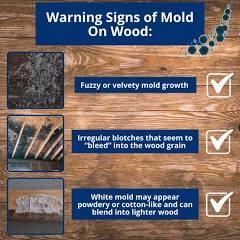 Warning Signs of Mold
On Wood:
Fuzzy or velvety mold growth
Irregular blotches that seem to
"bleed" into the wood grain
White mold may appear
powdery or cotton-like and can
blend into lighter wood